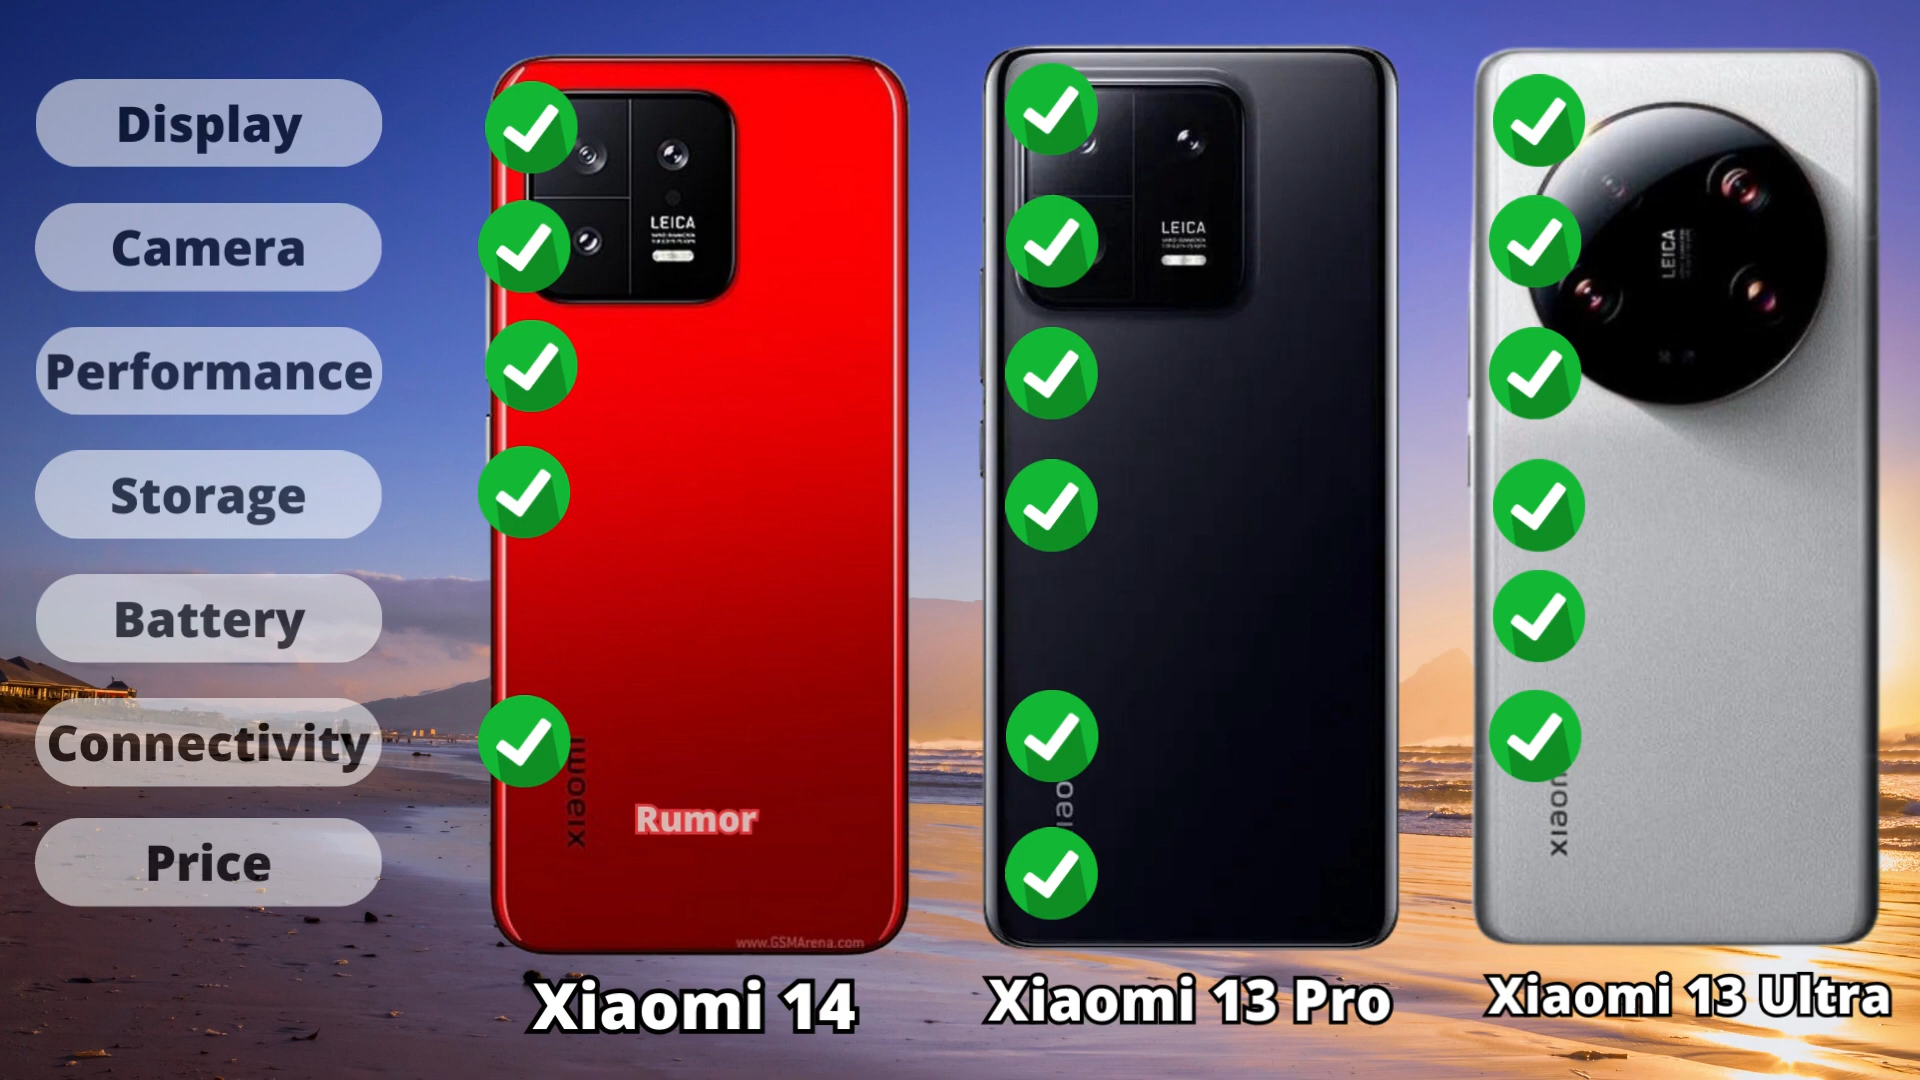 Display
Camera
Performance
Storage
Battery
Connectivity
Price
LEICA
xiaomi
Rumor
www.GSMArena.com
Xiaomi 14
LEICA
Xiaomi 13 Pro
LEICA
Xiaomi 13 Ultra